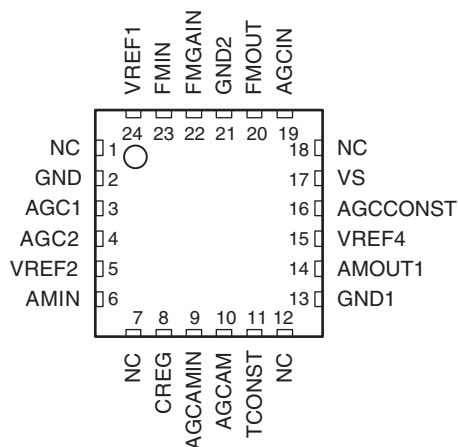 VREF1
FMIN
FMGAIN
GND2
FMOUT
AGCIN
24 23 22 21 20 19
NC 1 18 NC
GND 2 17 VS
AGC1 3 16 AGCCONST
AGC2 4 15 VREF4
VREF2 5 14 AMOUT1
AMIN 6 13 GND1
7 8 9 10 11 12
NC
CREG
AGCAMIN
AGCAM
TCONST
NC